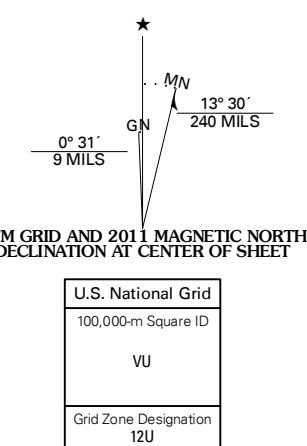 MN
GN
13° 30´
240 MILS
0° 31´
9 MILS
M GRID AND 2011 MAGNETIC NORTH
DECLINATION AT CENTER OF SHEET
U.S. National Grid
100,000-m Square ID
VU
Grid Zone Designation
12U